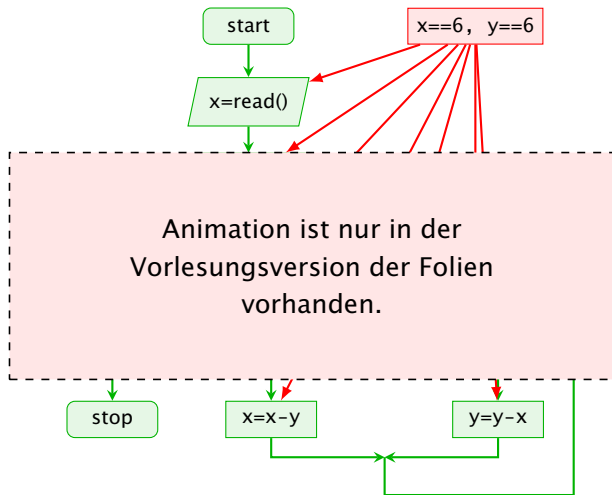 start
x==6, y==6
x=read()
Animation ist nur in der
Vorlesungsversion der Folien
vorhanden.
stop
x=x-y
y=y-x